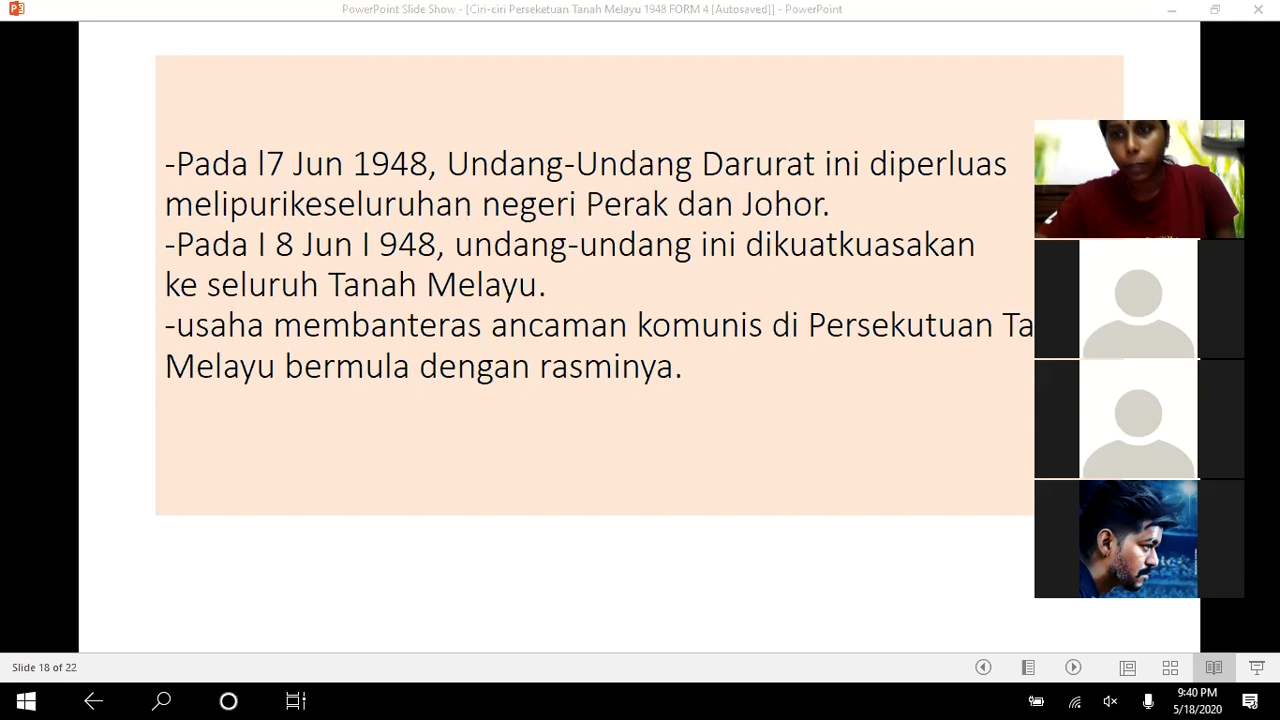 PowerPoint Slide Show - [Ciri-ciri Perseketuan Tanah Melayu 1948 FORM 4 [Autosaved]] - PowerPoint
-Pada l7 Jun 1948, Undang-Undang Darurat ini diperluas
melipurikeseluruhan negeri Perak dan Johor.
-Pada I 8 Jun I 948, undang-undang ini dikuatkuasakan
ke seluruh Tanah Melayu.
-usaha membanteras ancaman komunis di Persekutuan Ta
Melayu bermula dengan rasminya.
Slide 18 of 22
9:40 PM
5/18/2020